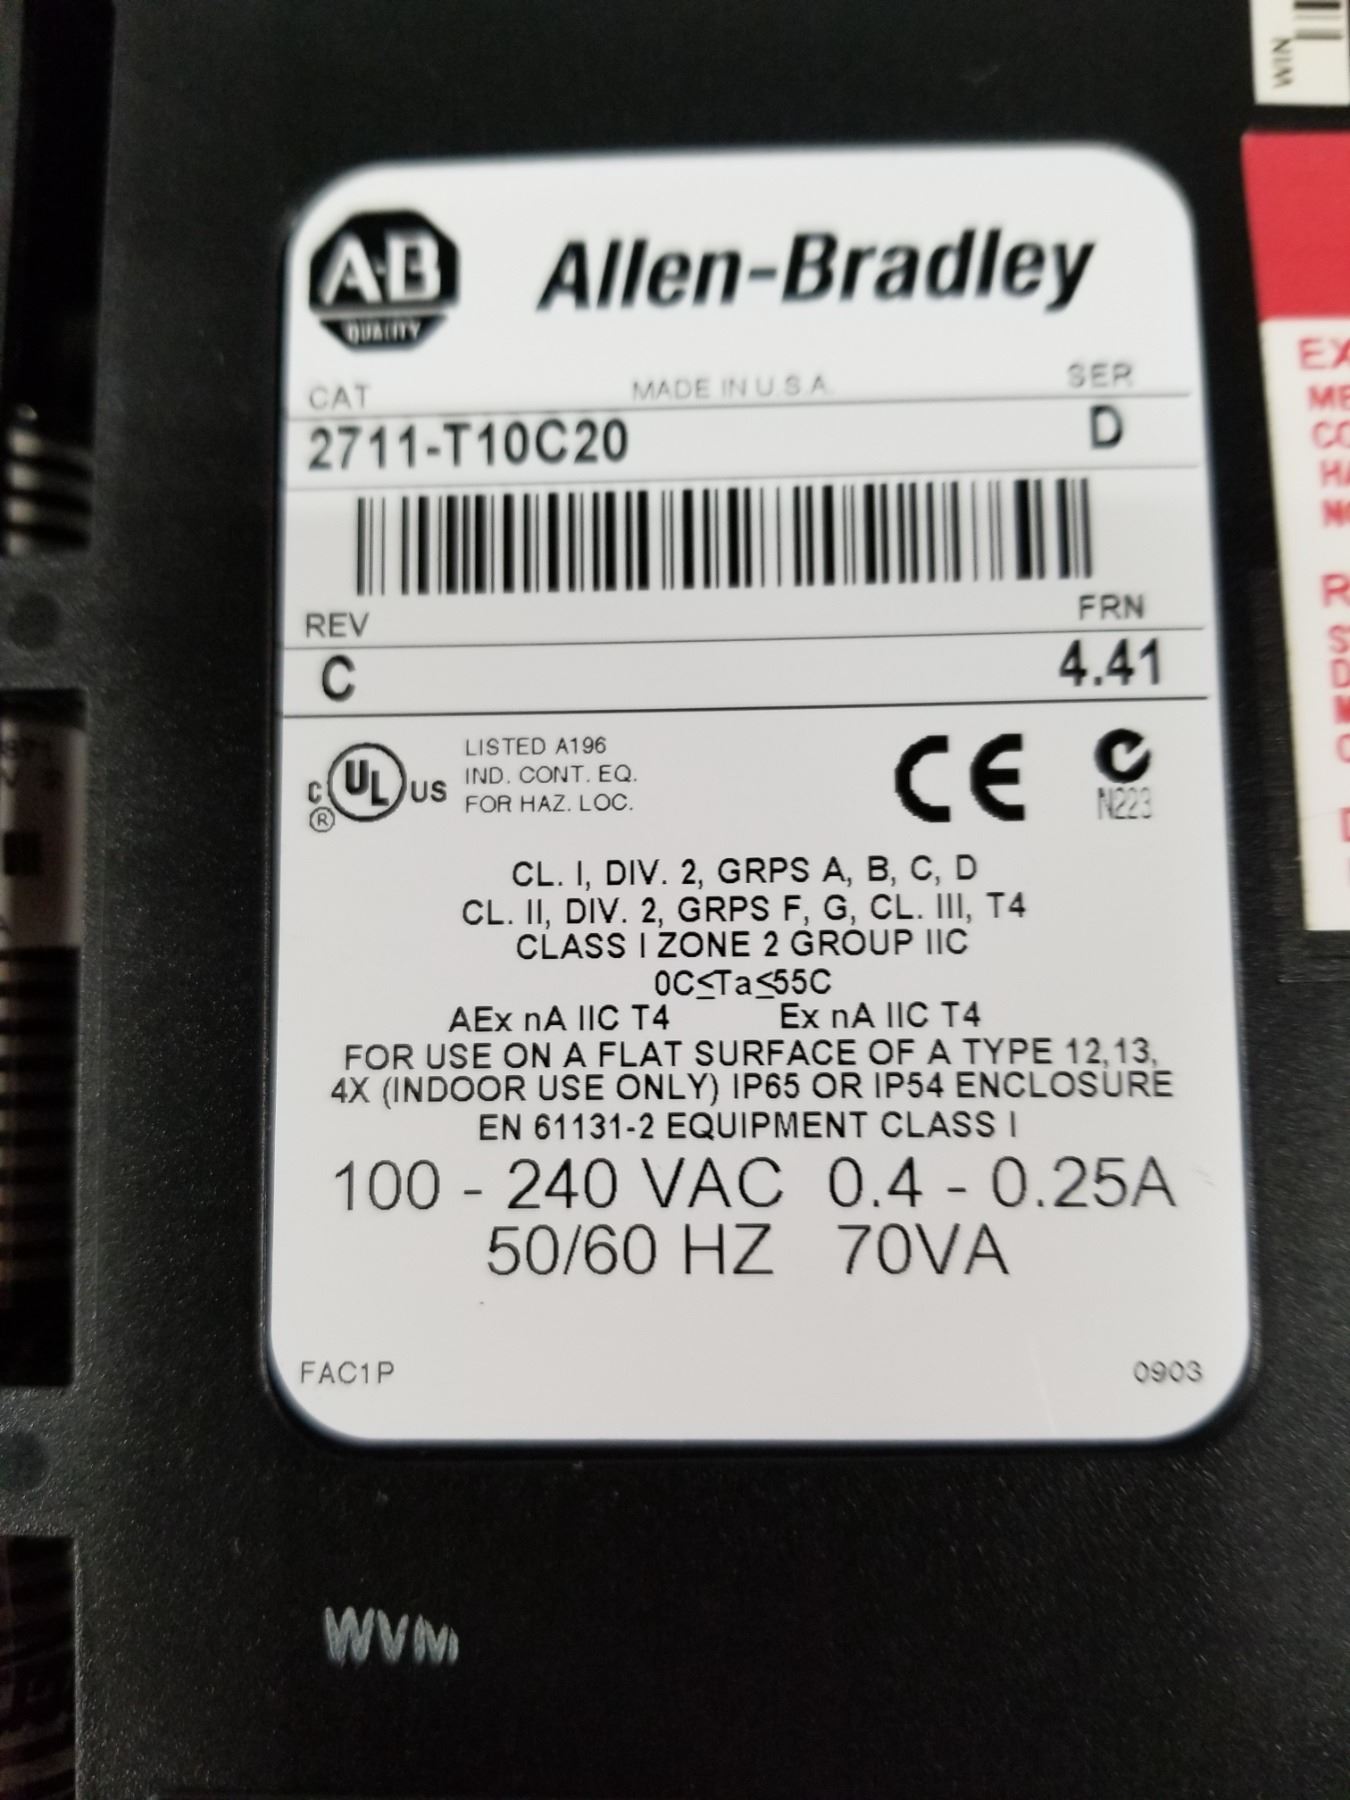 WIN
A-B
QUALITY
Allen-Bradley
CAT MADE IN U.S.A. SER
2711-T10C20 D
REV FRN
C 4.41
C UL US ®
LISTED A196
IND. CONT. EQ.
FOR HAZ. LOC.
CE
N223
CL. I, DIV. 2, GRPS A, B, C, D
CL. II, DIV. 2, GRPS F, G, CL. III, T4
CLASS I ZONE 2 GROUP IIC
0C≤Ta≤55C
AEx nA IIC T4 Ex nA IIC T4
FOR USE ON A FLAT SURFACE OF A TYPE 12,13,
4X (INDOOR USE ONLY) IP65 OR IP54 ENCLOSURE
EN 61131-2 EQUIPMENT CLASS I
100 - 240 VAC 0.4 - 0.25A
50/60 HZ 70VA
FAC1P 0903
WVM